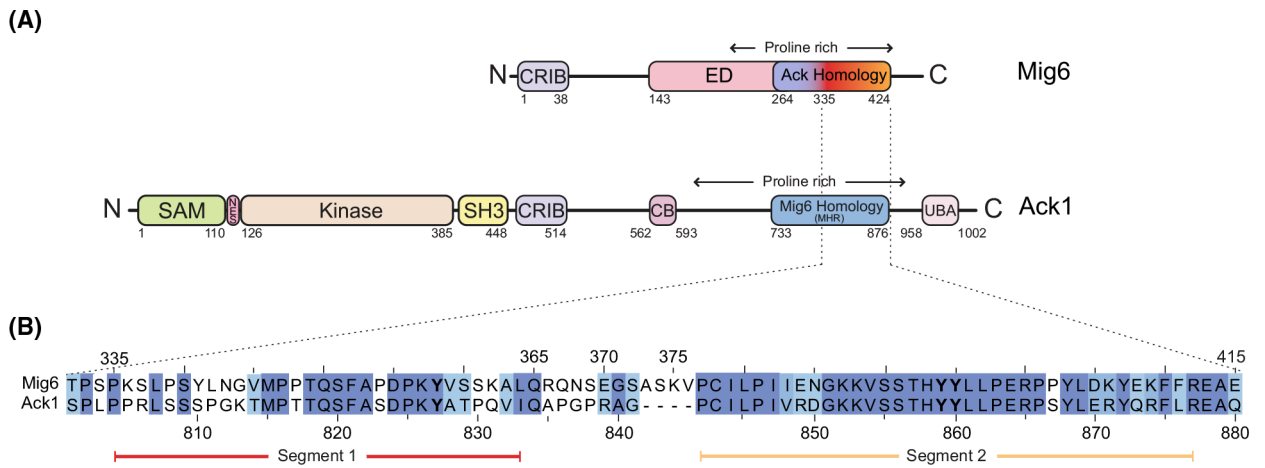 (A)
Proline rich
N CRIB ED Ack Homology C Mig6
1 38 143 264 335 424
Proline rich
N SAM NES Kinase SH3 CRIB CB Mig6 Homology (MHR) UBA C Ack1
1 110 126 385 448 514 562 593 733 876 958 1002
(B)
335 365 370 375 415
Mig6 TPSPKSLPSYLNGVMPPTQSFAPDPKYVSSKALQRQNSEGSASKVPCILPIIENGKKVSSTHYYLLPERPPYLDKYEKFFREAE
Ack1 SPLPPRLSSSPGKTMPTTQSFASDPKYATPQVIQAPGPRAG----PCILPIVRDGKKVSSTHYYLLPERPSYLERYQRFLREAQ
810 820 830 840 850 860 870 880
Segment 1 Segment 2